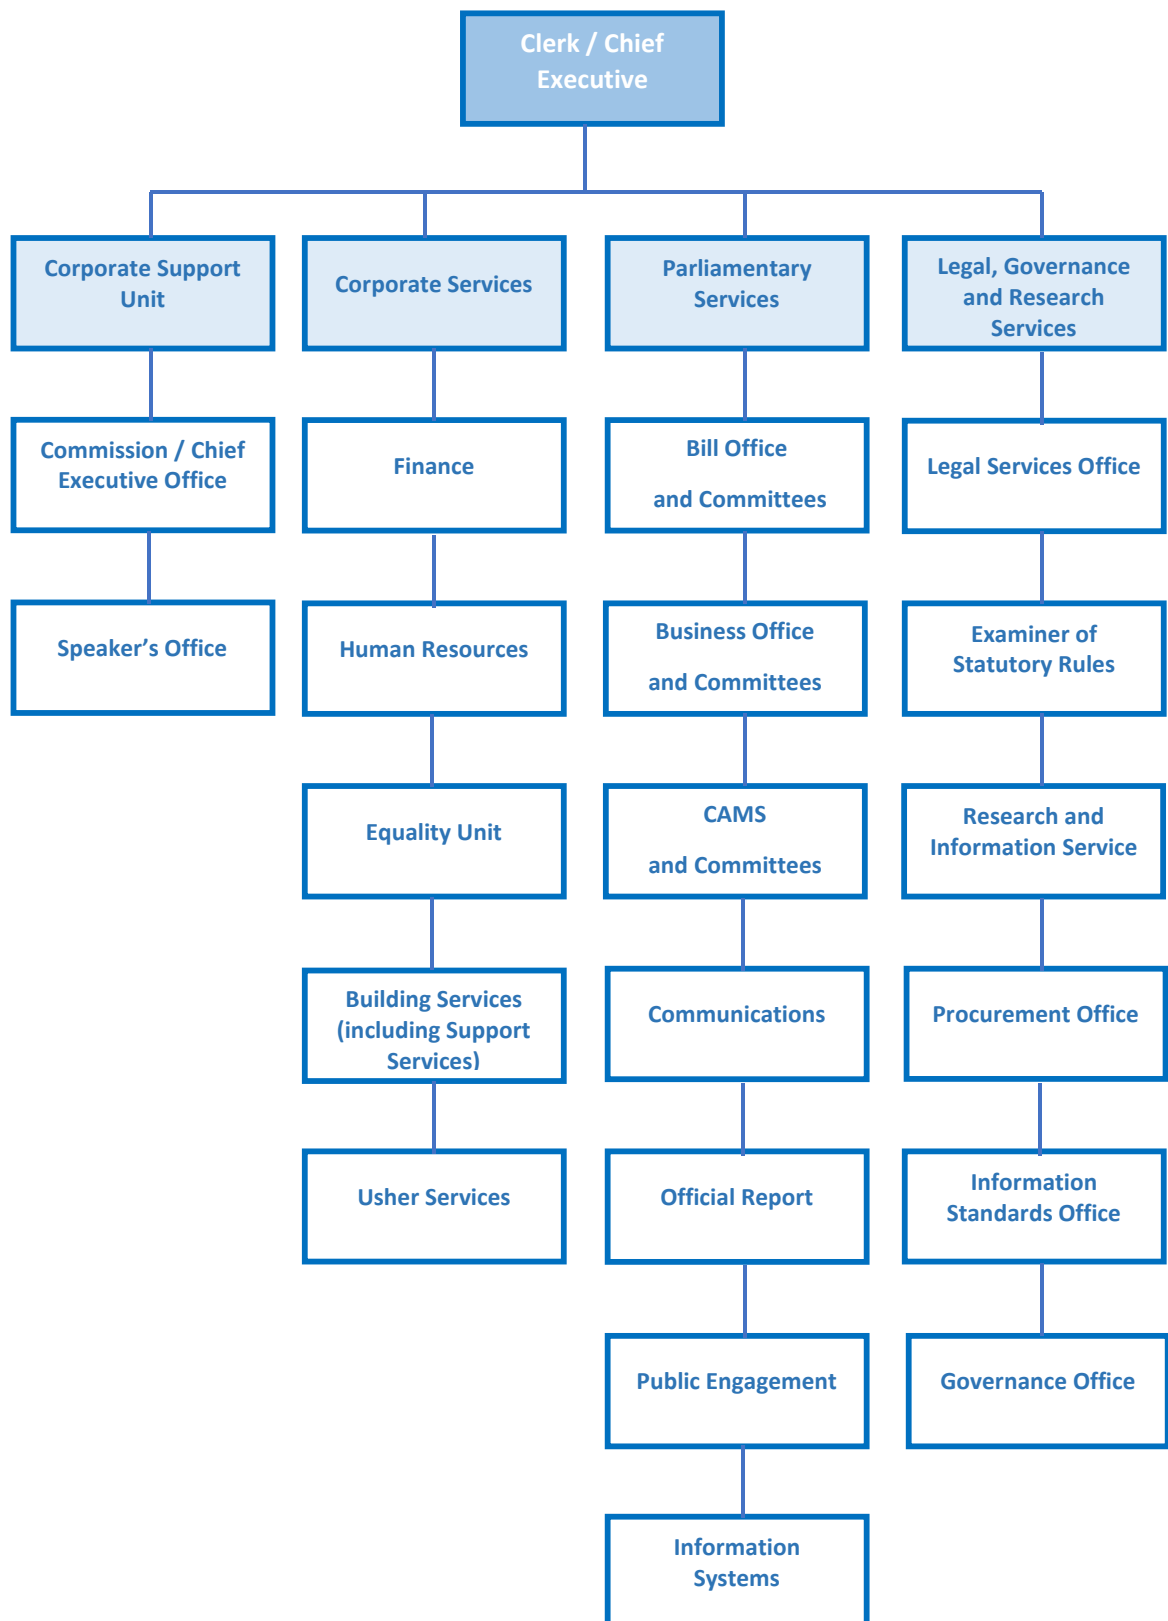 Clerk / Chief
Executive
Corporate Support
Unit
Corporate Services
Parliamentary
Services
Legal, Governance
and Research
Services
Commission / Chief
Executive Office
Finance
Bill Office
and Committees
Legal Services Office
Speaker’s Office
Human Resources
Business Office
and Committees
Examiner of
Statutory Rules
Equality Unit
CAMS
and Committees
Research and
Information Service
Building Services
(including Support
Services)
Communications
Procurement Office
Usher Services
Official Report
Information
Standards Office
Public Engagement
Governance Office
Information
Systems